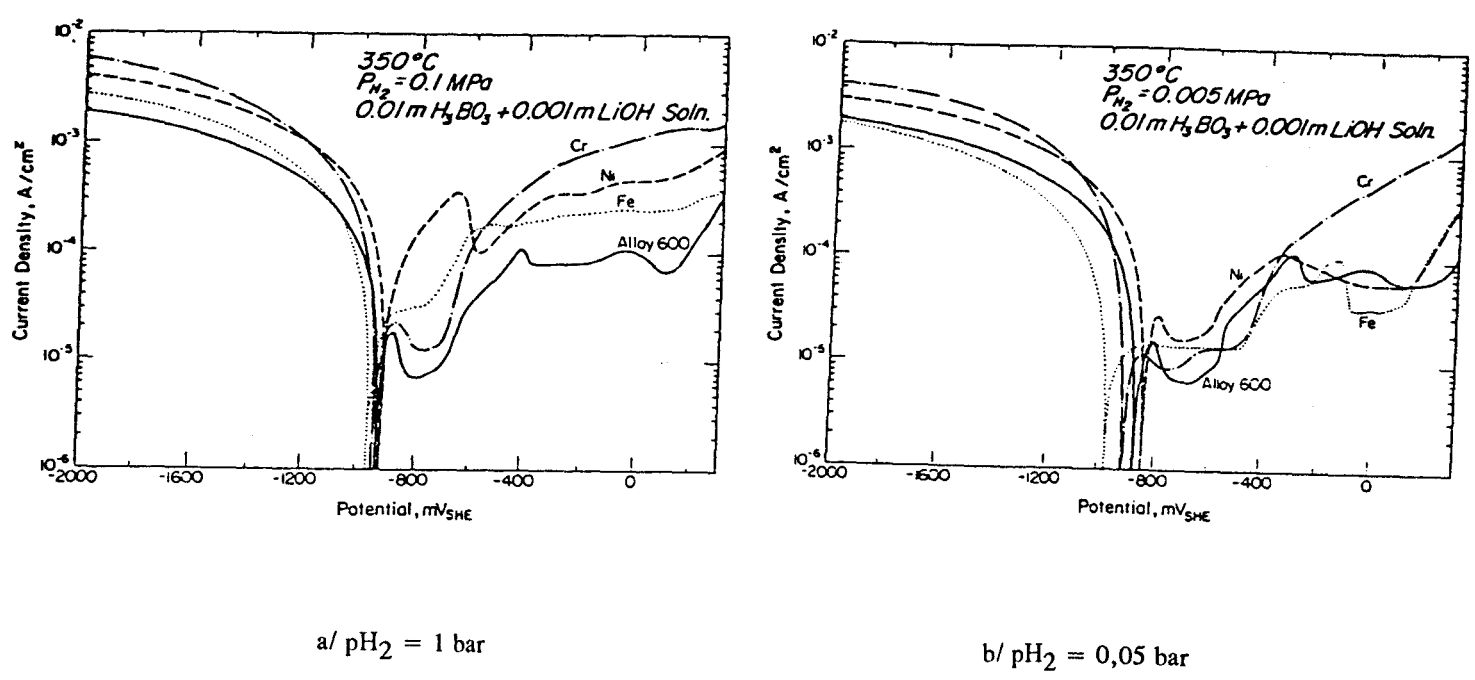 350°C
P_H2 = 0.1 MPa
0.01m H3BO3 + 0.001m LiOH Soln.
Cr
Ni
Fe
Alloy 600
10^-2
10^-3
10^-4
10^-5
10^-6
Current Density, A/cm²
-2000
-1600
-1200
-800
-400
0
Potential, mV_SHE
a/ pH2 = 1 bar
350°C
P_H2 = 0.005 MPa
0.01m H3BO3 + 0.001m LiOH Soln.
Cr
Ni
Fe
Alloy 600
10^-2
10^-3
10^-4
10^-5
10^-6
Current Density, A/cm²
-2000
-1600
-1200
-800
-400
0
Potential, mV_SHE
b/ pH2 = 0,05 bar